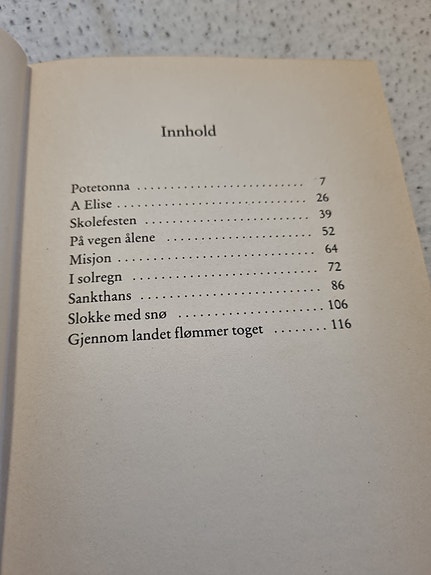 Innhold
Potetonna . . . . . . . . . . . . . . . . . . . . . . . . . 7
A Elise . . . . . . . . . . . . . . . . . . . . . . . . . . . . . 26
Skolefesten . . . . . . . . . . . . . . . . . . . . . . . . . 39
På vegen ålene . . . . . . . . . . . . . . . . . . . . . 52
Misjon . . . . . . . . . . . . . . . . . . . . . . . . . . . . . 64
I solregn . . . . . . . . . . . . . . . . . . . . . . . . . . . 72
Sankthans . . . . . . . . . . . . . . . . . . . . . . . . . 86
Slokke med snø . . . . . . . . . . . . . . . . . . . . 106
Gjennom landet flømmer toget . . . . . . . . 116